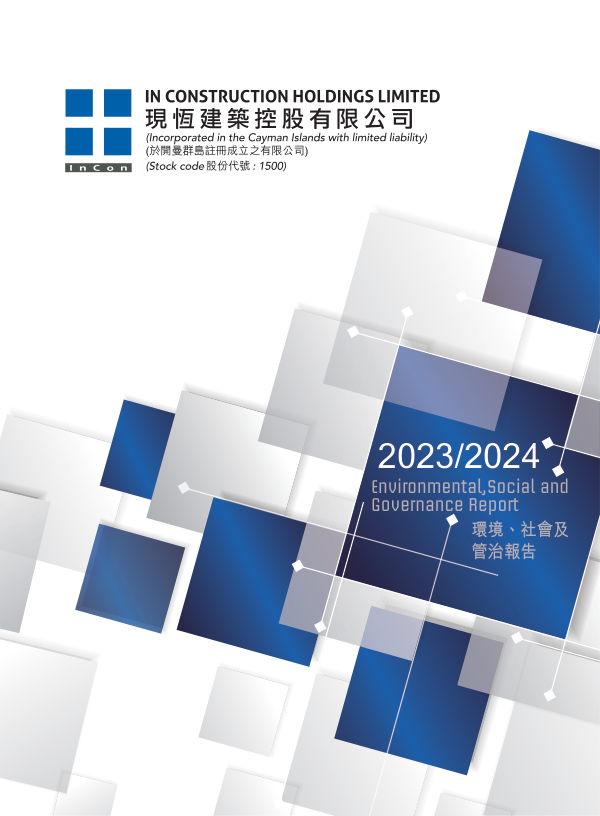 IN CONSTRUCTION HOLDINGS LIMITED
現恆建築控股有限公司
(Incorporated in the Cayman Islands with limited liability)
(於開曼群島註冊成立之有限公司)
InCon
(Stock code 股份代號 : 1500)
2023/2024
Environmental,Social and
Governance Report
環境、社會及
管治報告